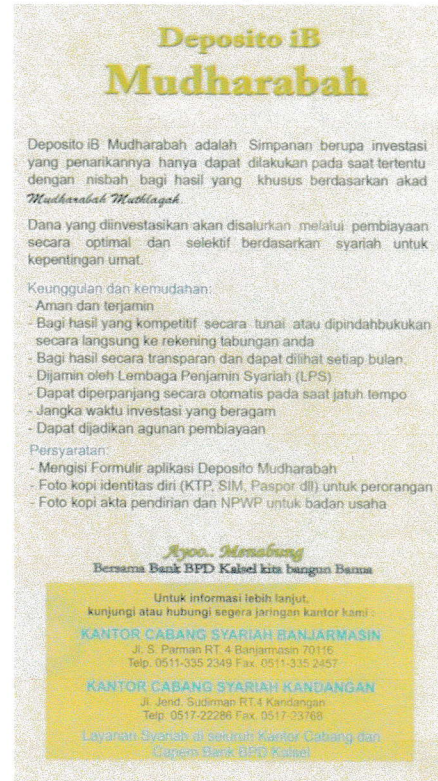 Deposito iB
Mudharabah
Deposito iB Mudharabah adalah Simpanan berupa investasi
yang penarikannya hanya dapat dilakukan pada saat tertentu
dengan nisbah bagi hasil yang khusus berdasarkan akad
Mudharabah Muthlaqah.
Dana yang diinvestasikan akan disalurkan melalui pembiayaan
secara optimal dan selektif berdasarkan syariah untuk
kepentingan umat.
Keunggulan dan kemudahan:
- Aman dan terjamin
- Bagi hasil yang kompetitif secara tunai atau dipindahbukukan
secara langsung ke rekening tabungan anda
- Bagi hasil secara transparan dan dapat dilihat setiap bulan.
- Dijamin oleh Lembaga Penjamin Syariah (LPS)
- Dapat diperpanjang secara otomatis pada saat jatuh tempo
- Jangka waktu investasi yang beragam
- Dapat dijadikan agunan pembiayaan
Persyaratan:
- Mengisi Formulir aplikasi Deposito Mudharabah
- Foto kopi identitas diri (KTP, SIM, Paspor dll) untuk perorangan
- Foto kopi akta pendirian dan NPWP untuk badan usaha
Ayoo.. Menabung
Bersama Bank BPD Kalsel kita bangun Banua
Untuk informasi lebih lanjut,
kunjungi atau hubungi segera jaringan kantor kami :
KANTOR CABANG SYARIAH BANJARMASIN
Jl. S. Parman RT. 4 Banjarmasin 70116
Telp. 0511-335 2349 Fax. 0511-335 2457
KANTOR CABANG SYARIAH KANDANGAN
Jl. Jend. Sudirman RT.4 Kandangan
Telp. 0517-22286 Fax. 0517-23768
Layanan Syariah di seluruh Kantor Cabang dan
Capem Bank BPD Kalsel